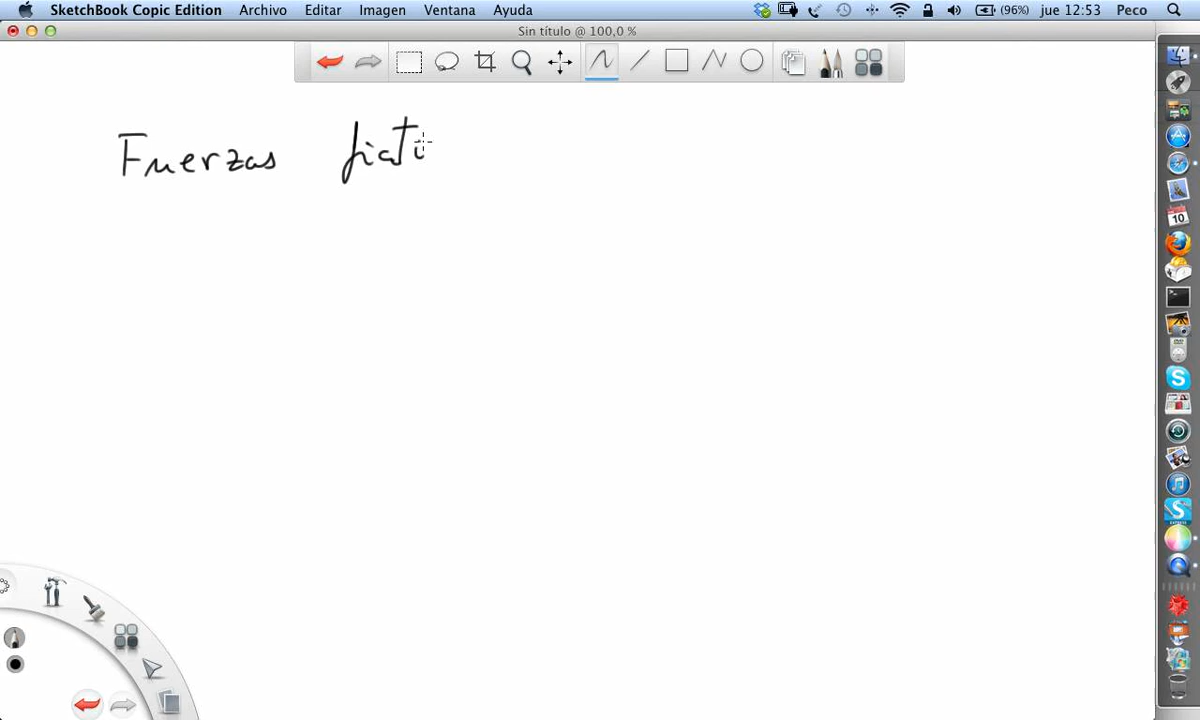 SketchBook Copic Edition Archivo Editar Imagen Ventana Ayuda (96%) jue 12:53 Peco
Sin título @ 100,0 %
Fuerzas ficti
10